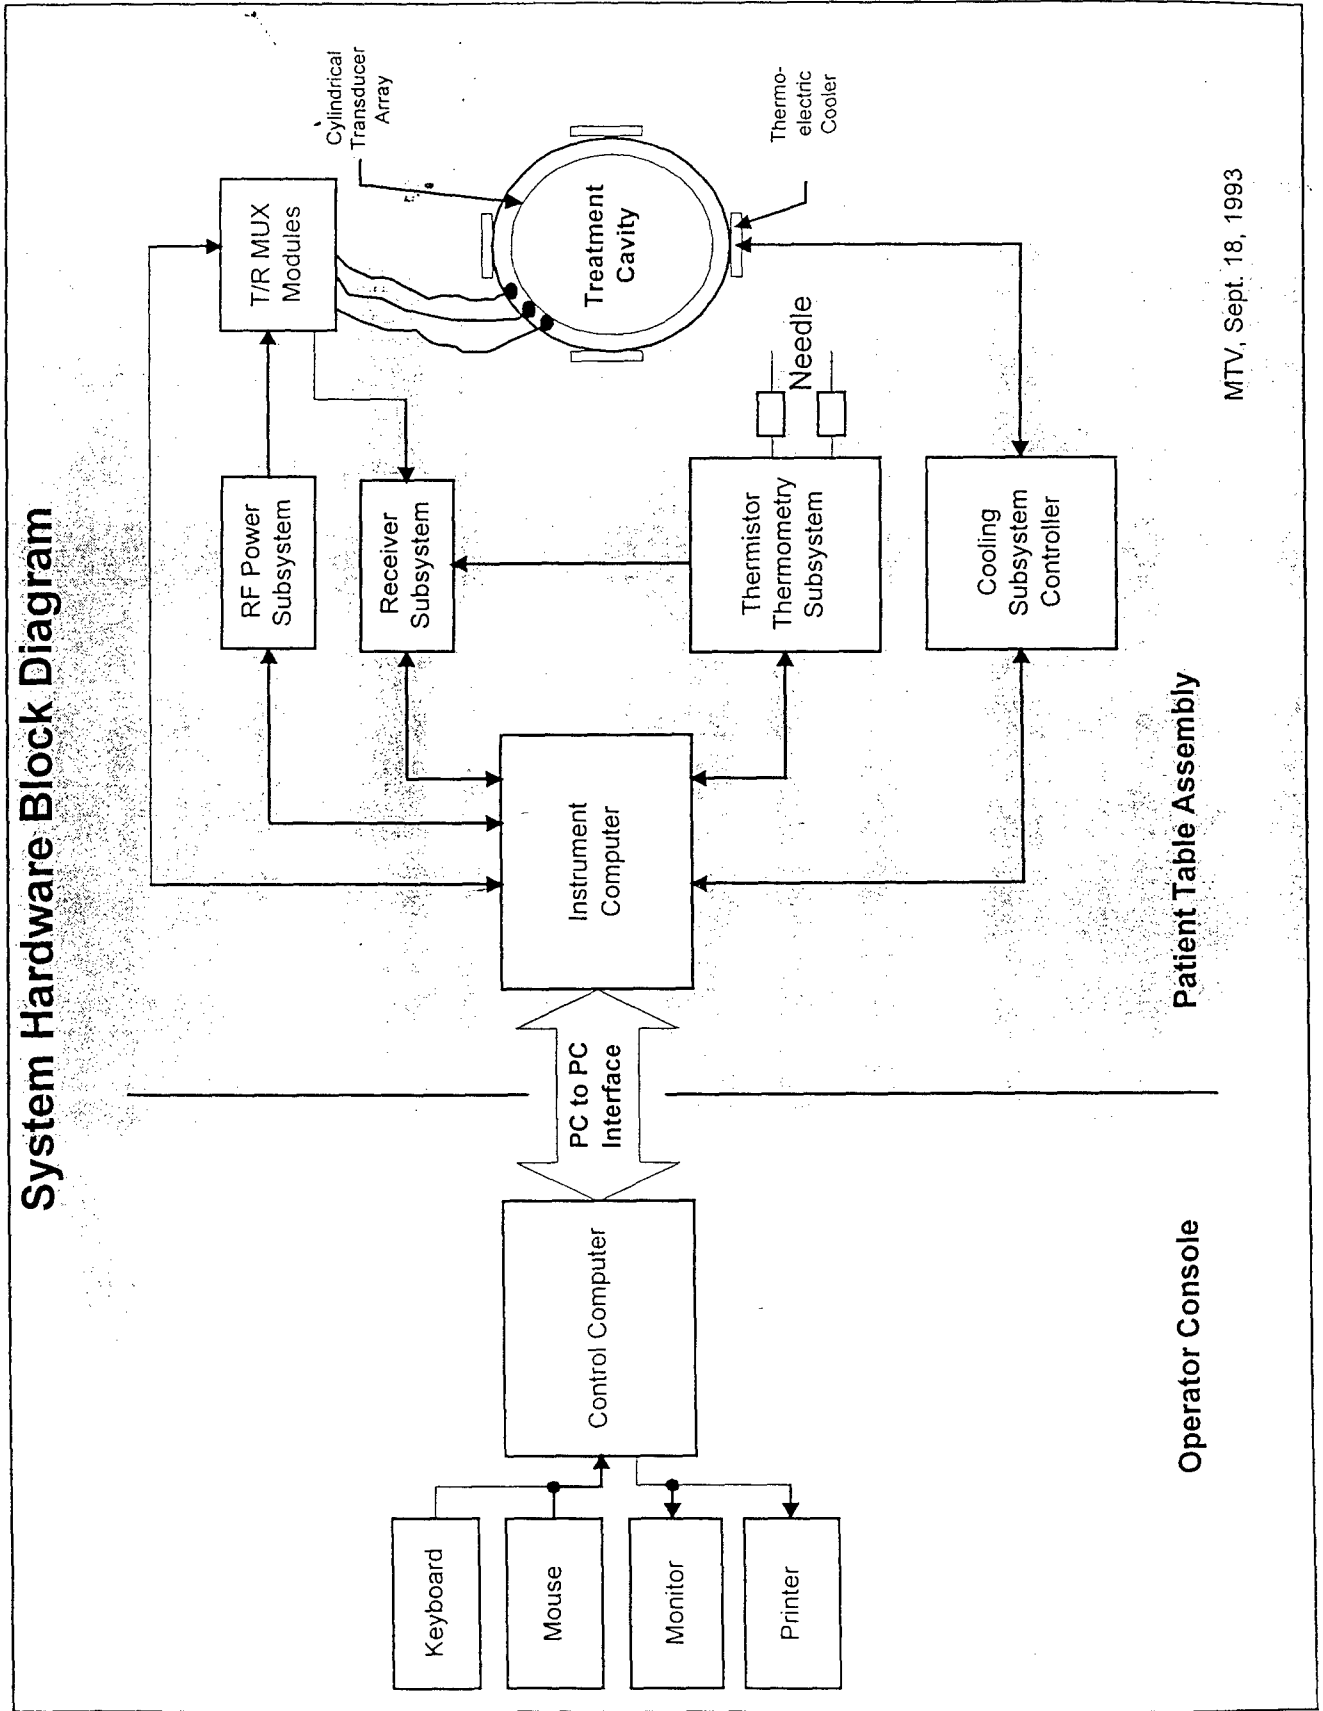 System Hardware Block Diagram
Cylindrical
Transducer
Array
T/R MUX
Modules
RF Power
Subsystem
Receiver
Subsystem
Treatment
Cavity
Thermo-
electric
Cooler
Keyboard
Mouse
Monitor
Printer
Control Computer
PC to PC
Interface
Instrument
Computer
Thermistor
Thermometry
Subsystem
Needle
Cooling
Subsystem
Controller
Operator Console
Patient Table Assembly
MTV, Sept. 18, 1993